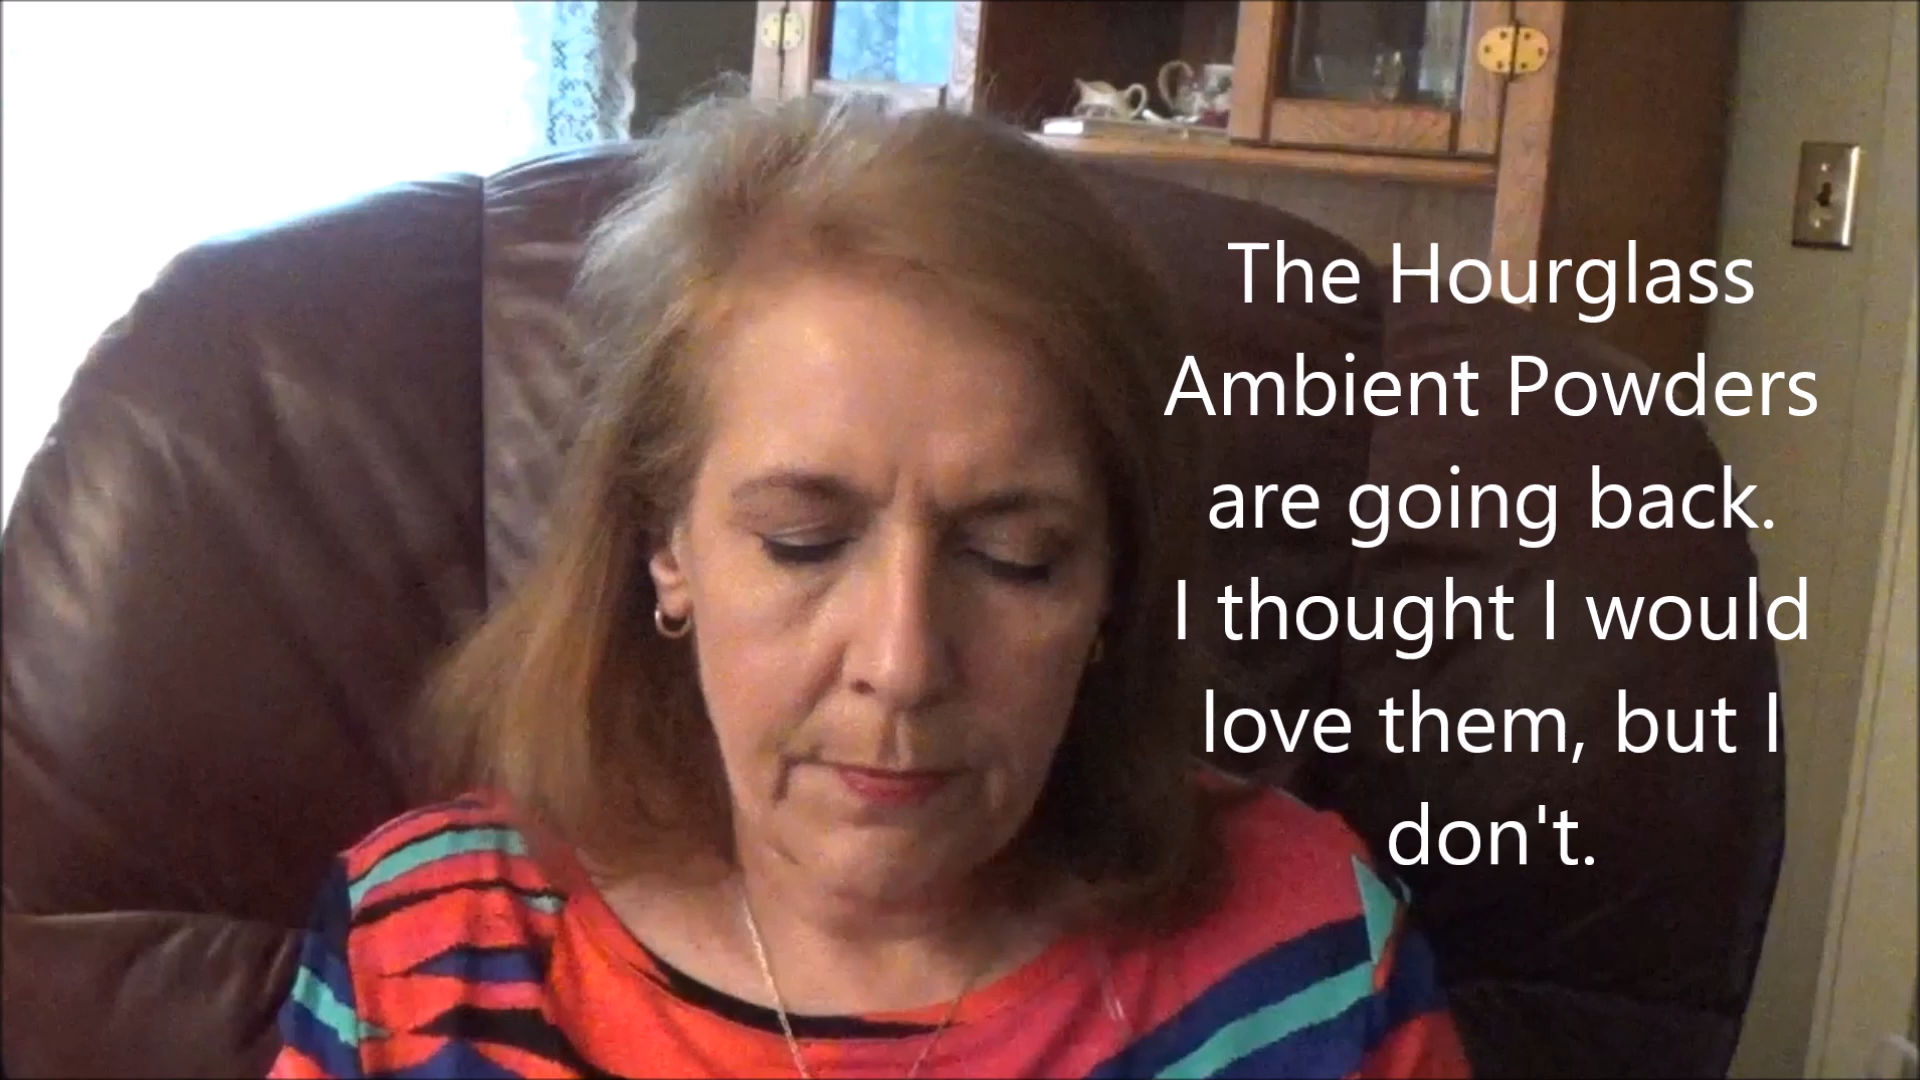 The Hourglass
Ambient Powders
are going back.
I thought I would
love them, but I
don't.